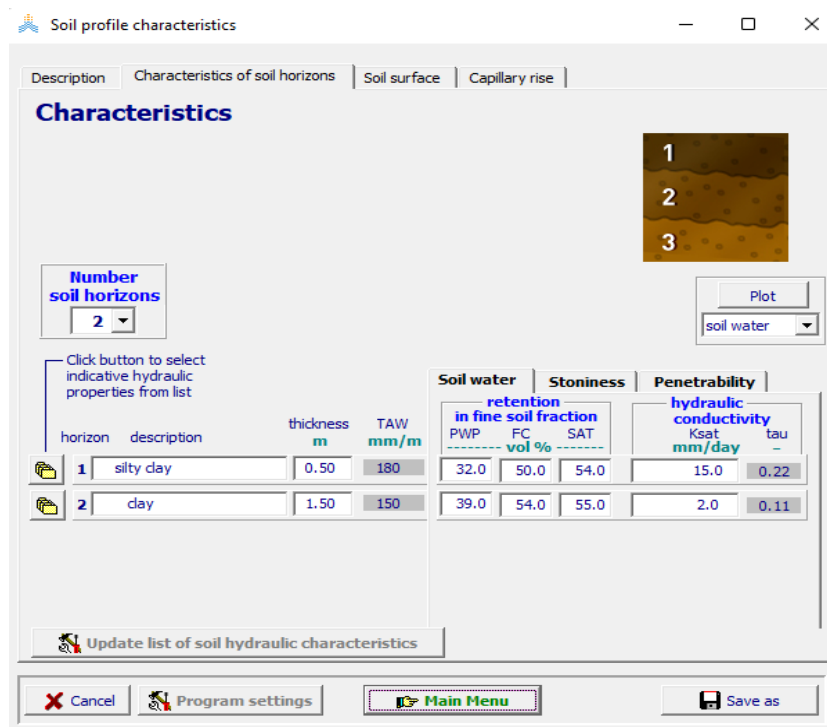 Soil profile characteristics
Description Characteristics of soil horizons Soil surface Capillary rise
Characteristics
1
2
3
Number
soil horizons
2
Plot
soil water
Click button to select
indicative hydraulic
properties from list
Soil water Stoniness Penetrability
retention
in fine soil fraction
hydraulic
conductivity
horizon description thickness TAW PWP FC SAT Ksat tau
m mm/m -------- vol % ------- mm/day –
1 silty clay 0.50 180 32.0 50.0 54.0 15.0 0.22
2 clay 1.50 150 39.0 54.0 55.0 2.0 0.11
Update list of soil hydraulic characteristics
Cancel Program settings Main Menu Save as